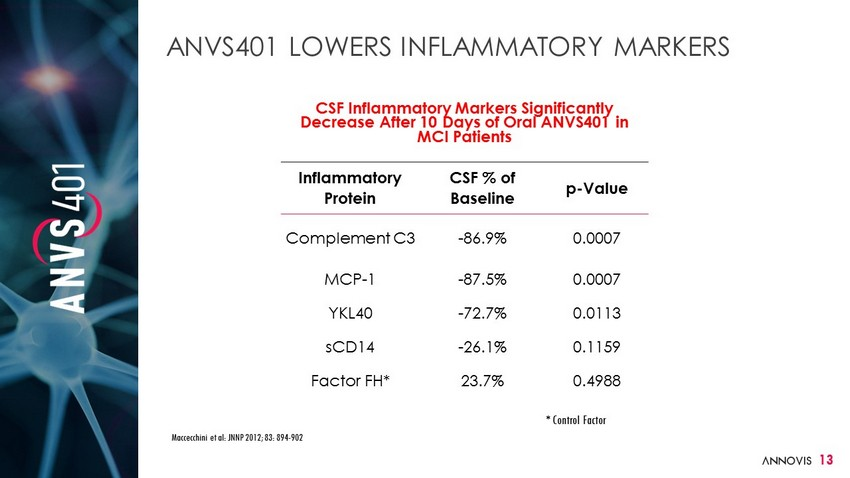 ANVS401 LOWERS INFLAMMATORY MARKERS
ANVS401
CSF Inflammatory Markers Significantly
Decrease After 10 Days of Oral ANVS401 in
MCI Patients
Inflammatory Protein CSF % of Baseline p-Value
Complement C3 -86.9% 0.0007
MCP-1 -87.5% 0.0007
YKL40 -72.7% 0.0113
sCD14 -26.1% 0.1159
Factor FH* 23.7% 0.4988
* Control Factor
Maccecchini et al: JNNP 2012; 83: 894-902
ANNOVIS 13